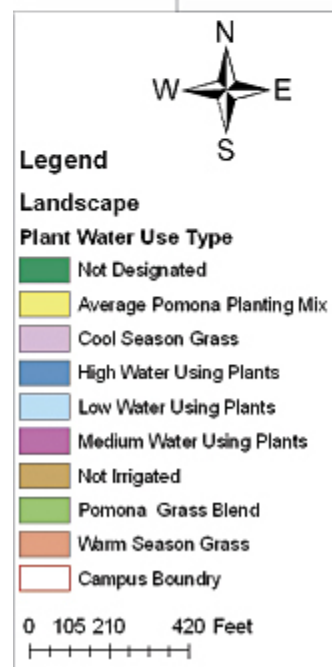 N
W E
S
Legend
Landscape
Plant Water Use Type
Not Designated
Average Pomona Planting Mix
Cool Season Grass
High Water Using Plants
Low Water Using Plants
Medium Water Using Plants
Not Irrigated
Pomona Grass Blend
Warm Season Grass
Campus Boundry
0 105 210 420 Feet